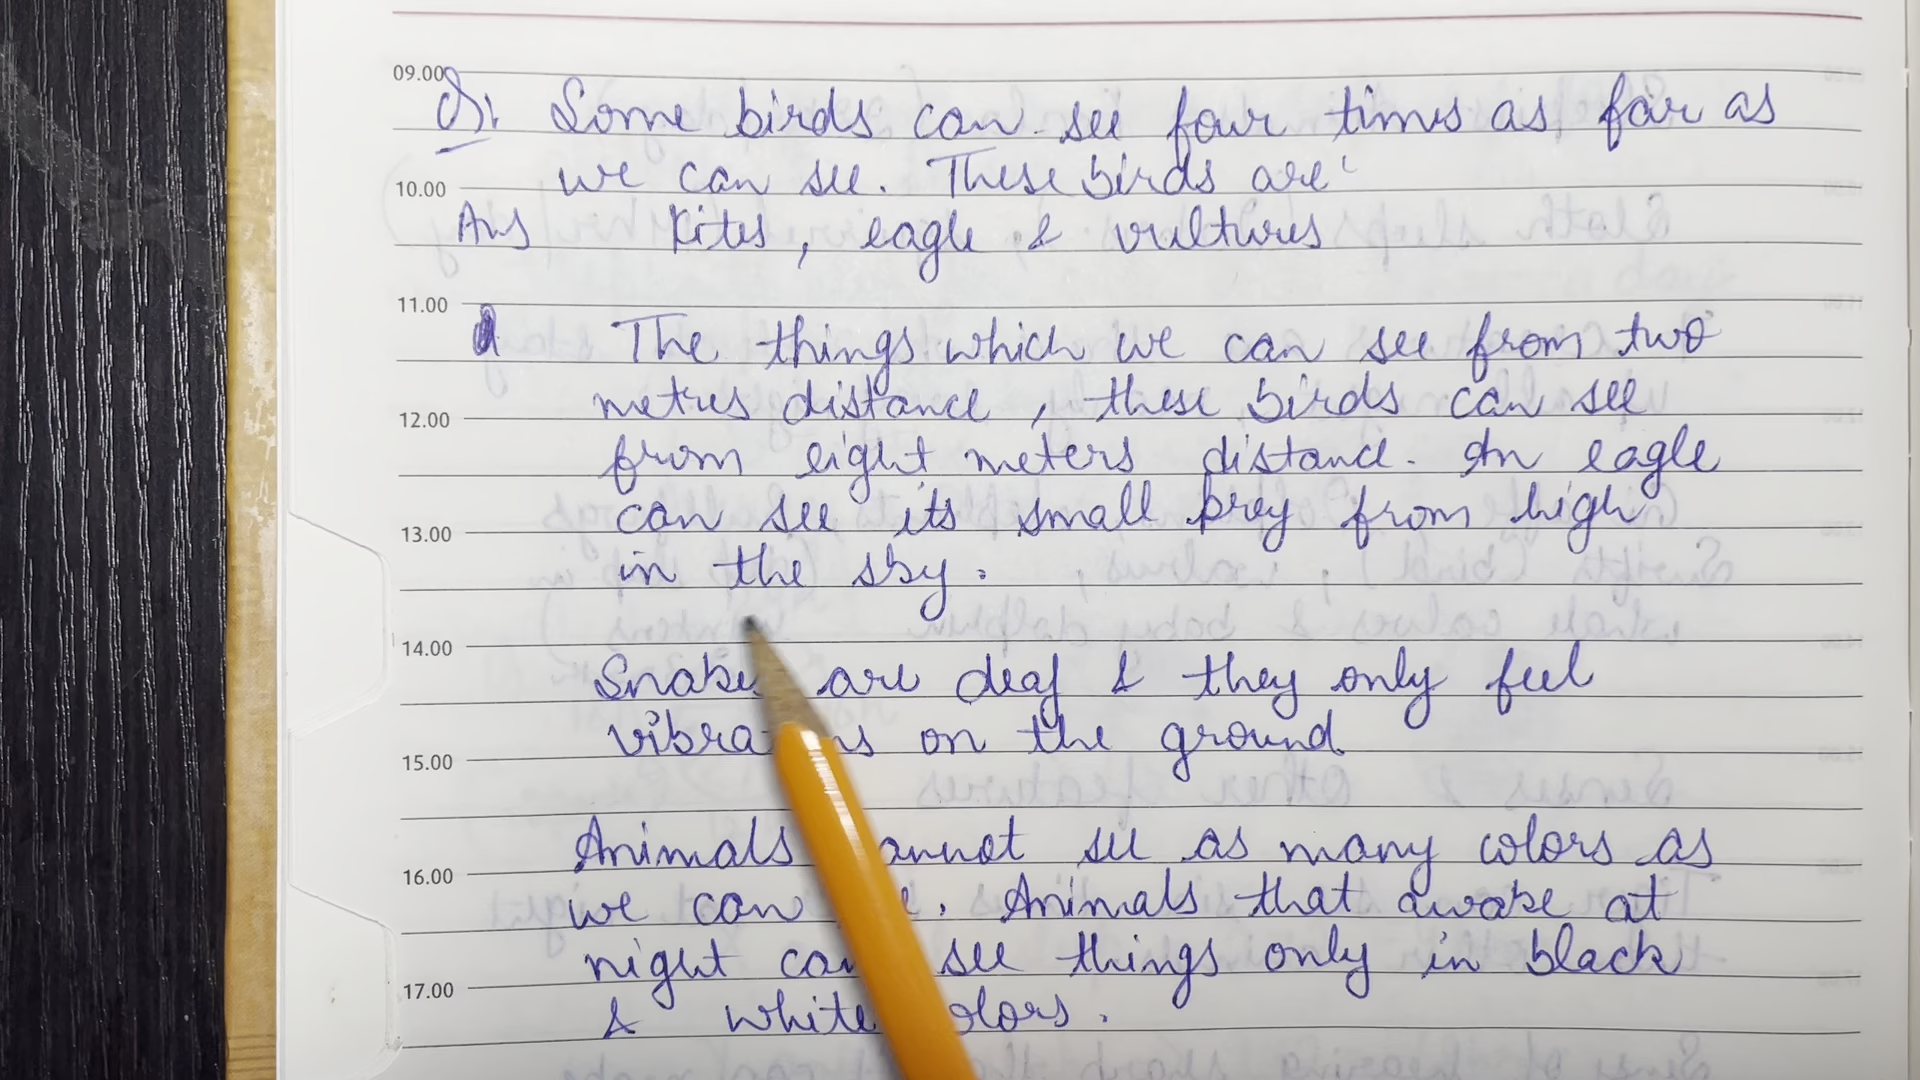 09.00
Q1 Some birds can see four times as far as
we can see. These birds are
10.00
Ans Kites, eagle & vultures
11.00
The things which we can see from two
metres distance, these birds can see
12.00
from eight meters distance. An eagle
can see its small prey from high
13.00
in the sky.
14.00
Snakes are deaf & they only feel
on the ground
15.00
Animals see as many colors as
16.00
we can . Animals that awake at
night can see things only in black
17.00
& white